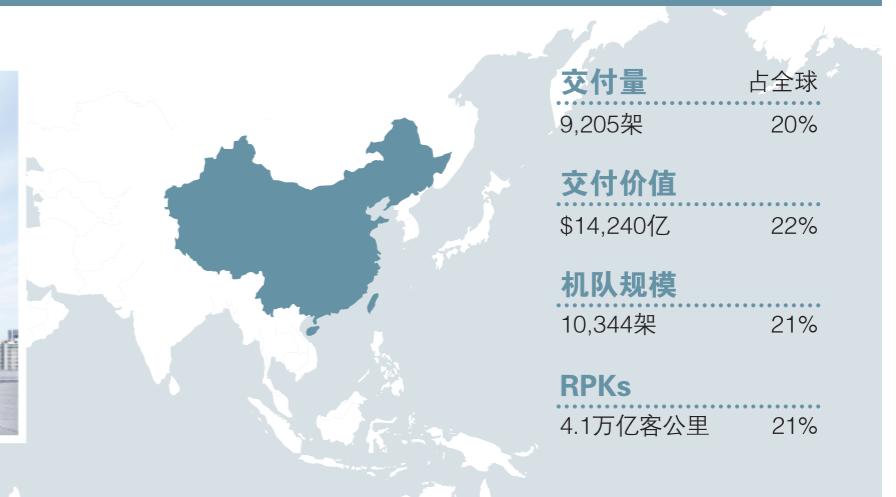 交付量 占全球
9,205架 20%
交付价值
$14,240亿 22%
机队规模
10,344架 21%
RPKs
4.1万亿客公里 21%